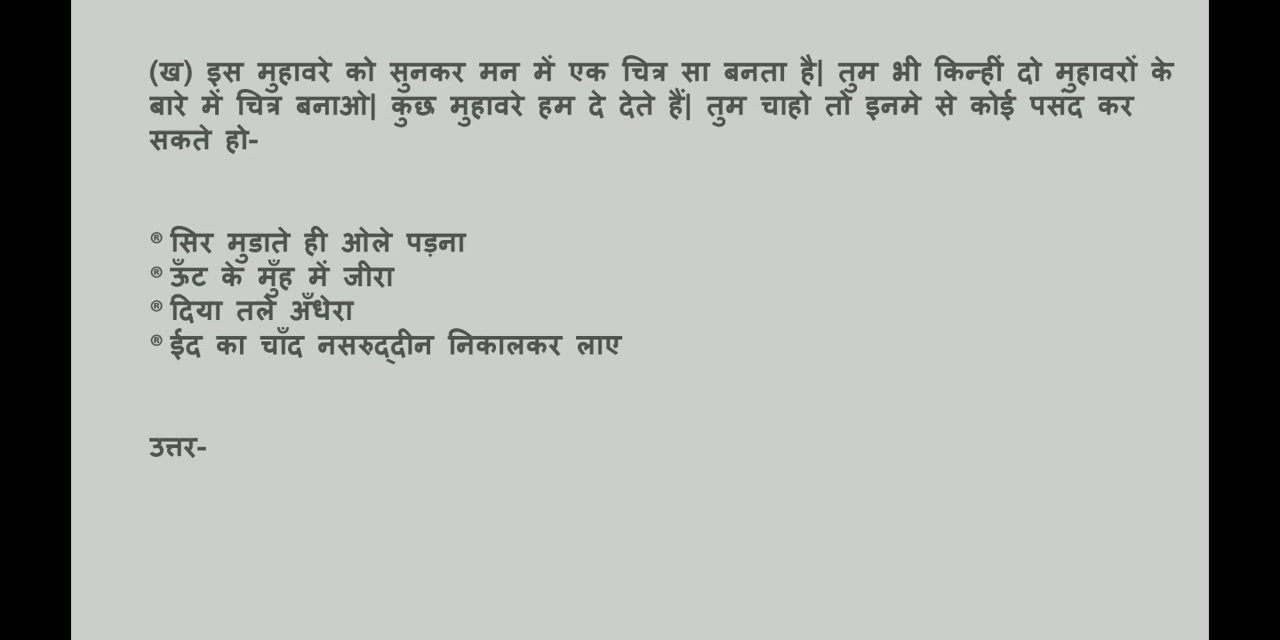 (ख) इस मुहावरे को सुनकर मन में एक चित्र सा बनता है| तुम भी किन्हीं दो मुहावरों के
बारे में चित्र बनाओ| कुछ मुहावरे हम दे देते हैं| तुम चाहो तो इनमे से कोई पसंद कर
सकते हो-
® सिर मुडाते ही ओले पड़ना
® ऊँट के मुँह में जीरा
® दिया तले अँधेरा
® ईद का चाँद नसरुद्दीन निकालकर लाए
उत्तर-